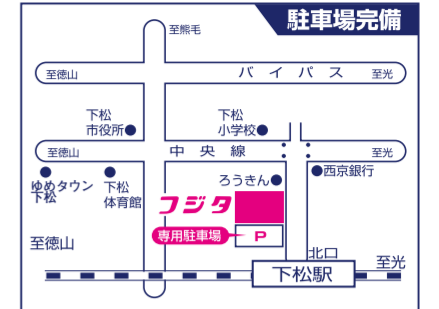 駐車場完備
至熊毛
至徳山
バイパス
至光
下松
市役所
下松
小学校
至徳山
中央線
至光
ゆめタウン
下松
下松
体育館
ろうきん
西京銀行
フジタ
専用駐車場
P
至徳山
北口
至光
下松駅